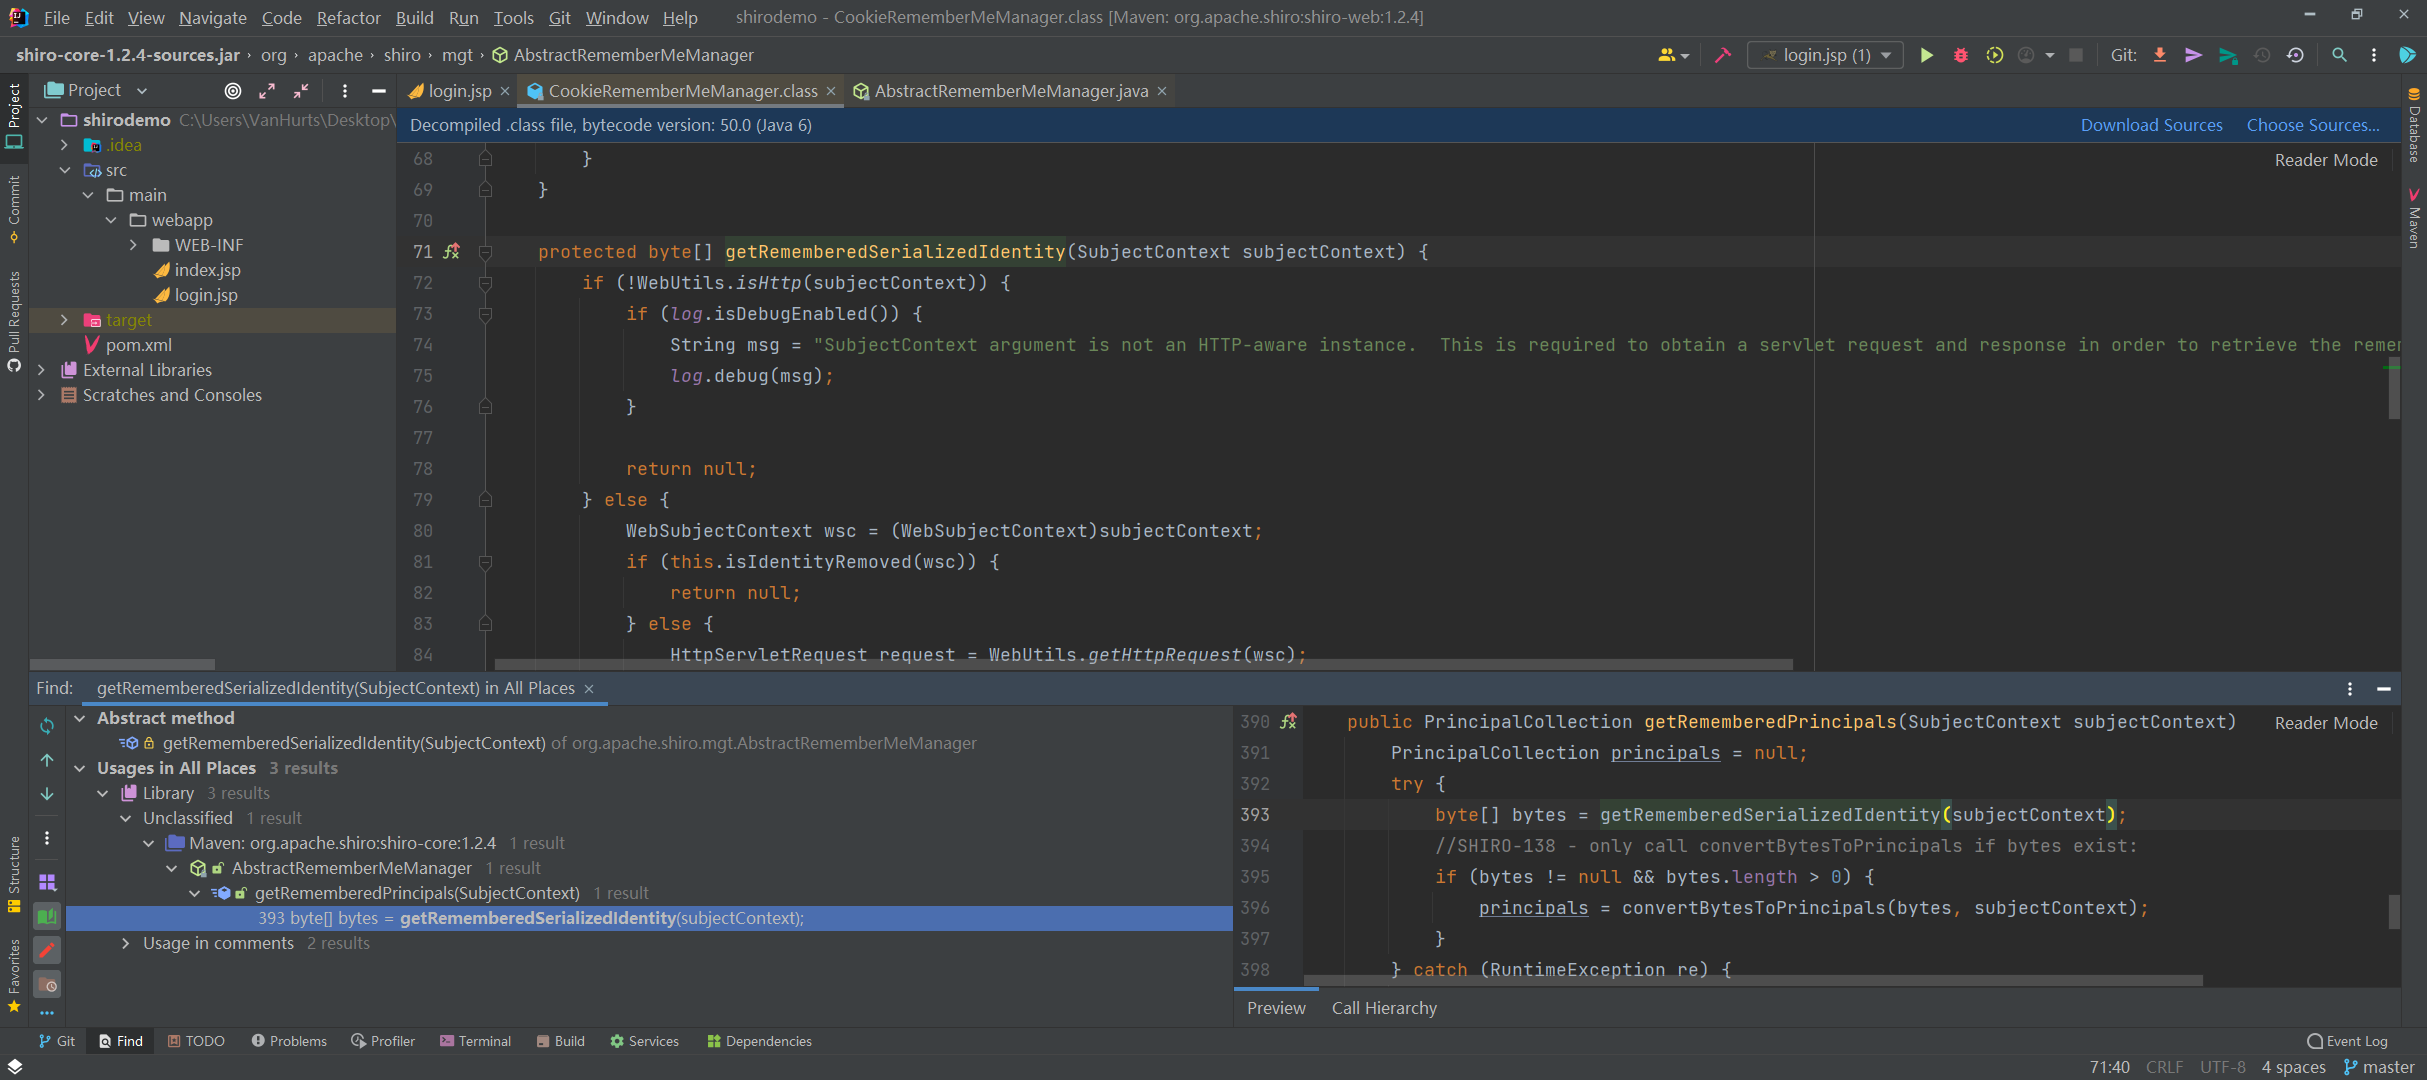 File Edit View Navigate Code Refactor Build Run Tools Git Window Help shirodemo - CookieRememberMeManager.class [Maven: org.apache.shiro:shiro-web:1.2.4]
shiro-core-1.2.4-sources.jar › org › apache › shiro › mgt › AbstractRememberMeManager login.jsp (1) Git:
Project login.jsp CookieRememberMeManager.class AbstractRememberMeManager.java
Decompiled .class file, bytecode version: 50.0 (Java 6) Download Sources Choose Sources...
Reader Mode
Project
Commit
Pull Requests
Structure
Favorites
Database
Maven
shirodemo C:\Users\VanHurts\Desktop\
.idea
src
main
webapp
WEB-INF
index.jsp
login.jsp
target
pom.xml
External Libraries
Scratches and Consoles
68 }
69 }
70
71 protected byte[] getRememberedSerializedIdentity(SubjectContext subjectContext) {
72 if (!WebUtils.isHttp(subjectContext)) {
73 if (log.isDebugEnabled()) {
74 String msg = "SubjectContext argument is not an HTTP-aware instance.  This is required to obtain a servlet request and response in order to retrieve the reme
75 log.debug(msg);
76 }
77
78 return null;
79 } else {
80 WebSubjectContext wsc = (WebSubjectContext)subjectContext;
81 if (this.isIdentityRemoved(wsc)) {
82 return null;
83 } else {
84 HttpServletRequest request = WebUtils.getHttpRequest(wsc);
Find: getRememberedSerializedIdentity(SubjectContext) in All Places
Abstract method
getRememberedSerializedIdentity(SubjectContext) of org.apache.shiro.mgt.AbstractRememberMeManager
Usages in All Places 3 results
Library 3 results
Unclassified 1 result
Maven: org.apache.shiro:shiro-core:1.2.4 1 result
AbstractRememberMeManager 1 result
getRememberedPrincipals(SubjectContext) 1 result
393 byte[] bytes = getRememberedSerializedIdentity(subjectContext);
Usage in comments 2 results
390 public PrincipalCollection getRememberedPrincipals(SubjectContext subjectContext) Reader Mode
391 PrincipalCollection principals = null;
392 try {
393 byte[] bytes = getRememberedSerializedIdentity(subjectContext);
394 //SHIRO-138 - only call convertBytesToPrincipals if bytes exist:
395 if (bytes != null && bytes.length > 0) {
396 principals = convertBytesToPrincipals(bytes, subjectContext);
397 }
398 } catch (RuntimeException re) {
Preview Call Hierarchy
Git Find TODO Problems Profiler Terminal Build Services Dependencies Event Log
71:40 CRLF UTF-8 4 spaces master